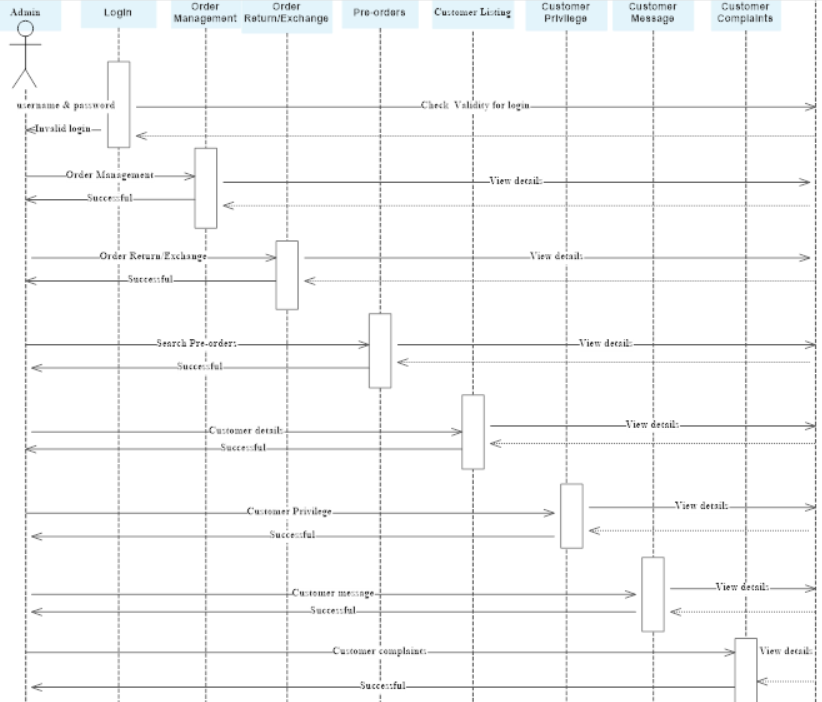 Admin
Login
Order
Management
Order
Return/Exchange
Pre-orders
Customer Listing
Customer
Privilege
Customer
Message
Customer
Complaints
username & password
Check Validity for login
Invalid login
Order Management
View details
Successful
Order Return/Exchange
View details
Successful
Search Pre-orders
View details
Successful
Customer details
View details
Successful
Customer Privilege
View details
Successful
Customer message
View details
Successful
Customer complaints
View details
Successful